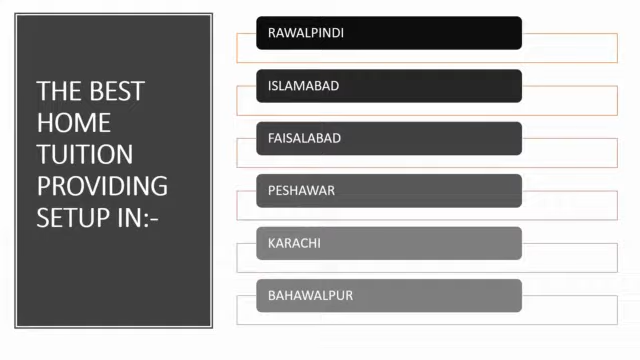 THE BEST
HOME
TUITION
PROVIDING
SETUP IN:-
RAWALPINDI
ISLAMABAD
FAISALABAD
PESHAWAR
KARACHI
BAHAWALPUR